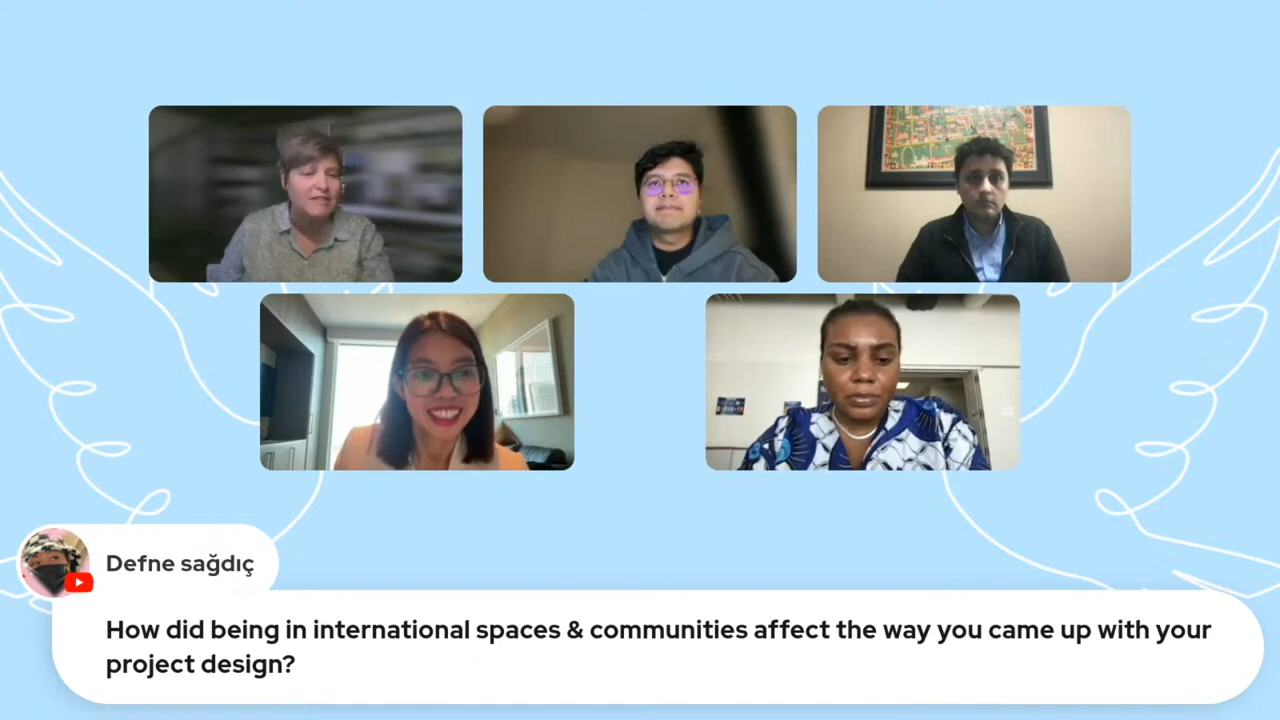 Defne sağdıç
How did being in international spaces & communities affect the way you came up with your
project design?